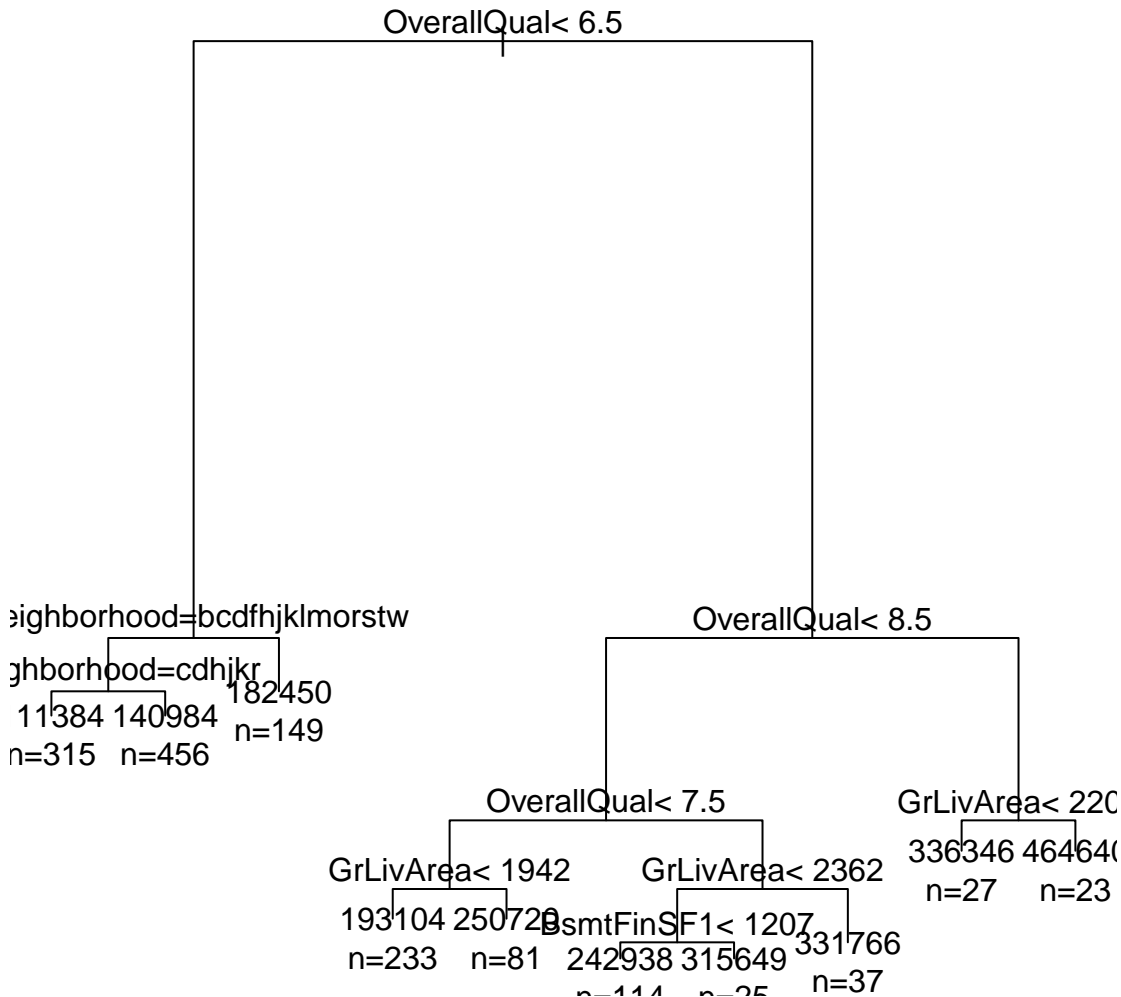 OverallQual< 6.5
eighborhood=bcdfhjklmorstw
OverallQual< 8.5
ghborhood=cdhjkr
182450
n=149
11384 140984
n=315 n=456
OverallQual< 7.5
GrLivArea< 220
336346 464640
n=27 n=23
GrLivArea< 1942
GrLivArea< 2362
193104 250729
n=233 n=81
BsmtFinSF1< 1207
331766
n=37
242938 315649
n=114 n=25